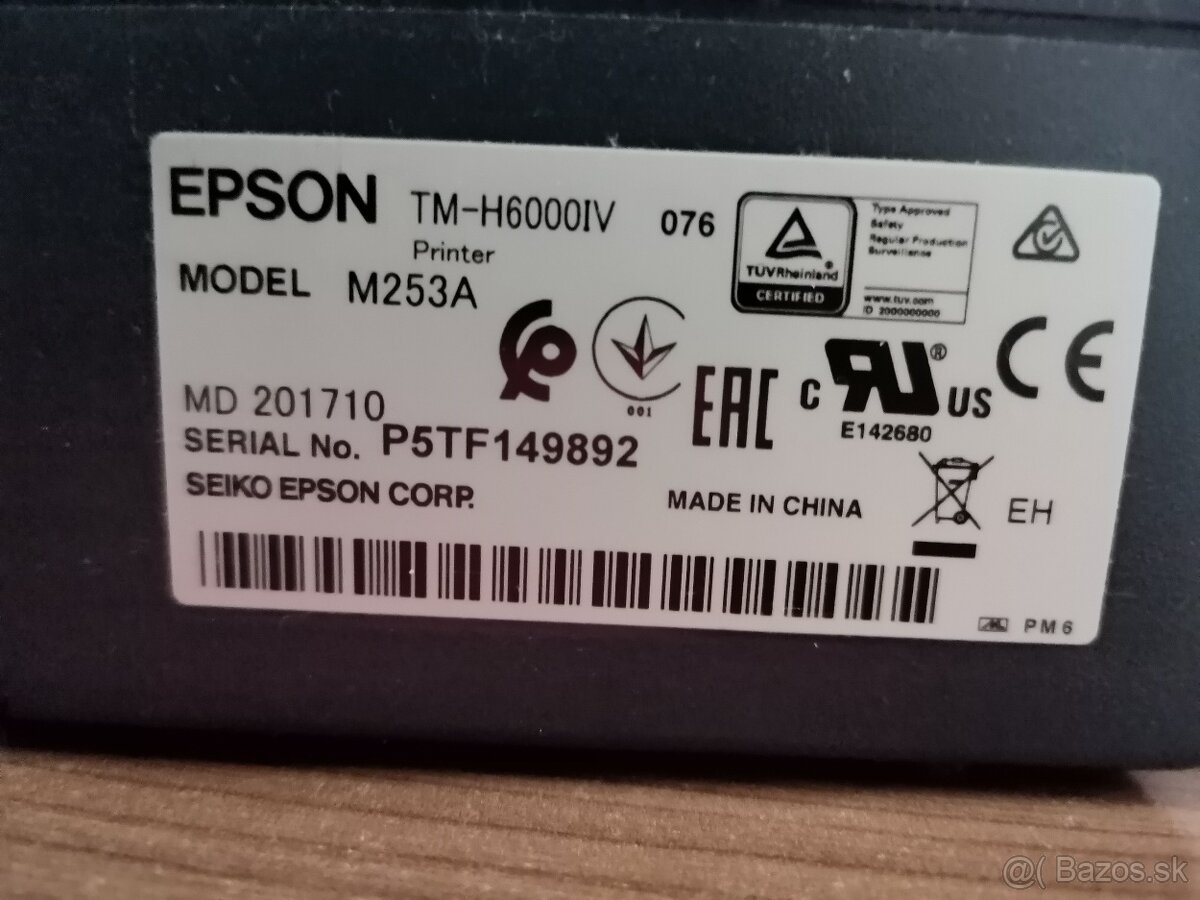 EPSON TM-H6000IV 076
Printer
MODEL M253A
TÜVRheinland®
CERTIFIED
Type Approved
Safety
Regular Production
Surveillance
www.tuv.com
ID 2000000000
001
EAC
c RU® US
E142680
CE
MD 201710
SERIAL No. P5TF149892
SEIKO EPSON CORP.
MADE IN CHINA
EH
PM6
@( Bazos.sk